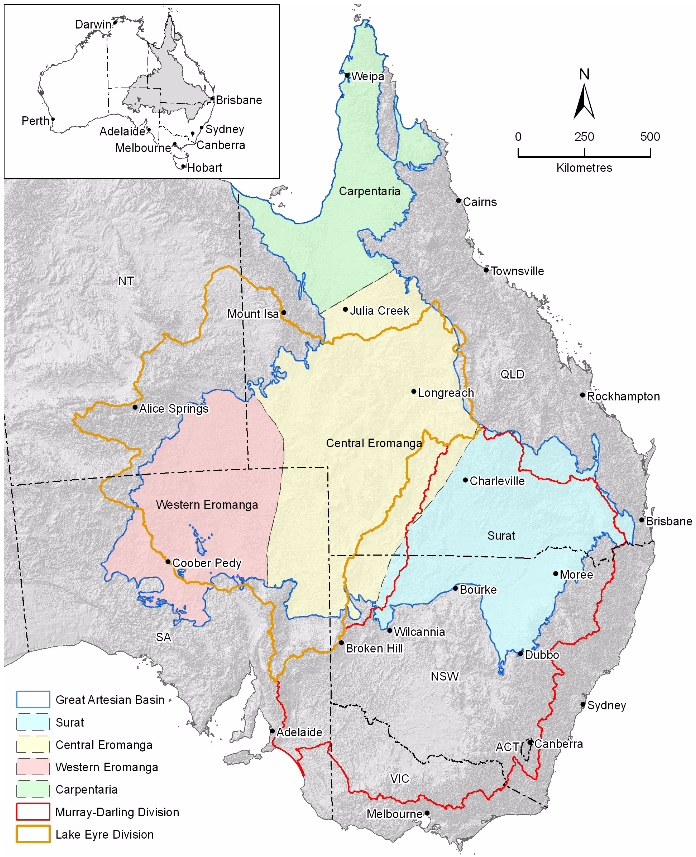 Darwin
Brisbane
Perth
Adelaide
Sydney
Canberra
Melbourne
Hobart
N
0 250 500
Kilometres
Weipa
Carpentaria
Cairns
Townsville
NT
Mount Isa
Julia Creek
QLD
Longreach
Rockhampton
Alice Springs
Central Eromanga
Charleville
Western Eromanga
Brisbane
Surat
Coober Pedy
Moree
Bourke
SA
Wilcannia
Broken Hill
Dubbo
NSW
Sydney
Adelaide
ACT
Canberra
VIC
Melbourne
Great Artesian Basin
Surat
Central Eromanga
Western Eromanga
Carpentaria
Murray-Darling Division
Lake Eyre Division